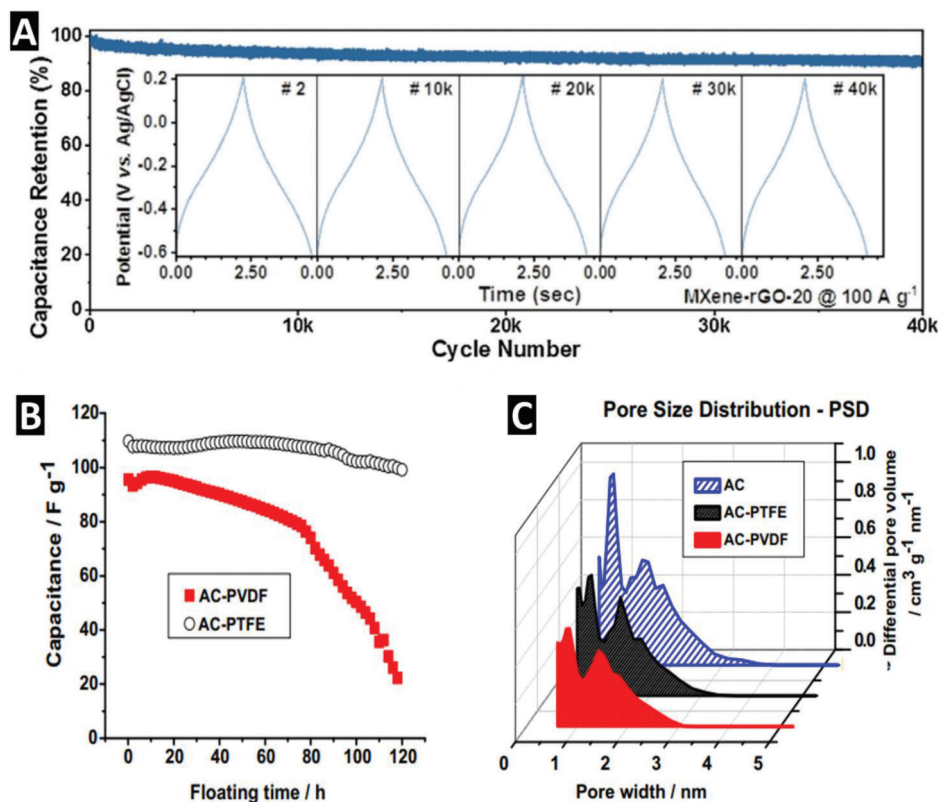 A
Capacitance Retention (%)
100
80
60
40
20
0
Potential (V vs. Ag/AgCl)
0.2
0.0
-0.2
-0.4
-0.6
# 2
# 10k
# 20k
# 30k
# 40k
0.00 2.50 0.00 2.50 0.00 2.50 0.00 2.50 0.00 2.50
Time (sec)
MXene-rGO-20 @ 100 A g⁻¹
0 10k 20k 30k 40k
Cycle Number
B
Capacitance / F g⁻¹
120
100
80
60
40
20
0
AC-PVDF
AC-PTFE
0 20 40 60 80 100 120
Floating time / h
C
Pore Size Distribution - PSD
AC
AC-PTFE
AC-PVDF
1.0
0.8
0.6
0.4
0.2
0.0
Differential pore volume
/ cm³ g⁻¹ nm⁻¹
0 1 2 3 4 5
Pore width / nm